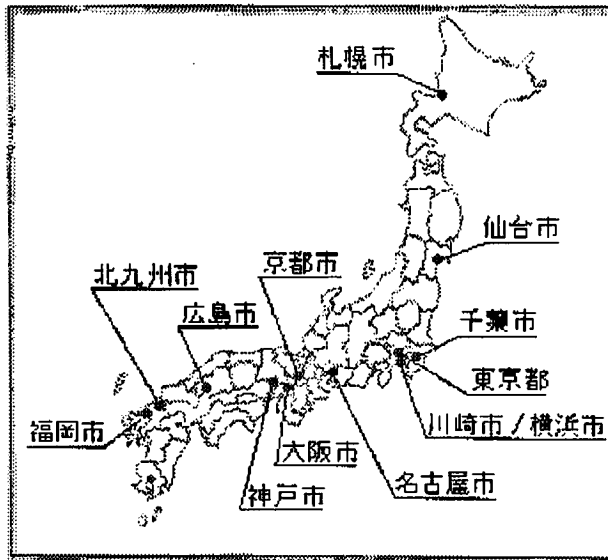 札幌市
仙台市
京都市
北九州市
広島市
千葉市
東京都
福岡市
川崎市/横浜市
大阪市
名古屋市
神戸市